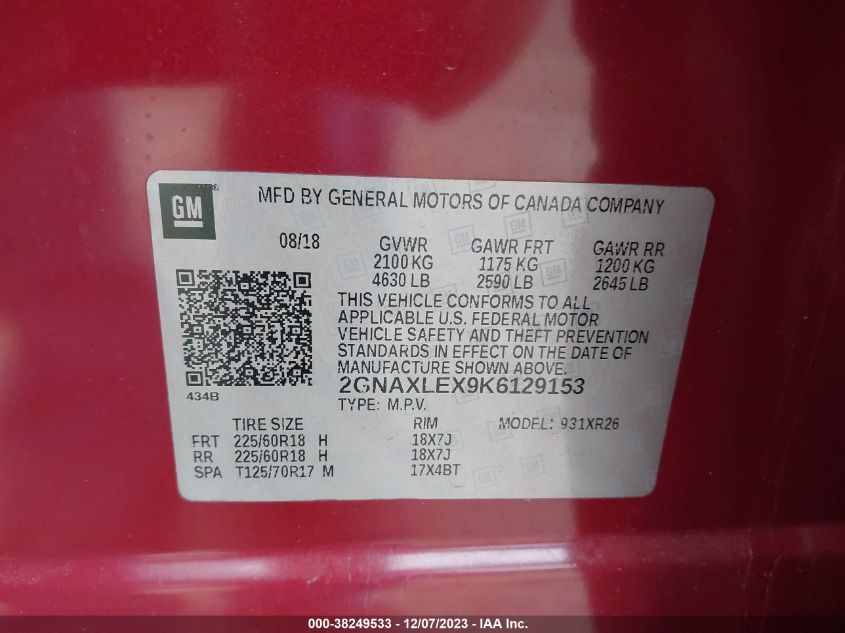 GM
MFD BY GENERAL MOTORS OF CANADA COMPANY
08/18 GVWR GAWR FRT GAWR RR
2100 KG 1175 KG 1200 KG
4630 LB 2590 LB 2645 LB
THIS VEHICLE CONFORMS TO ALL
APPLICABLE U.S. FEDERAL MOTOR
VEHICLE SAFETY AND THEFT PREVENTION
STANDARDS IN EFFECT ON THE DATE OF
MANUFACTURE SHOWN ABOVE.
434B 2GNAXLEX9K6129153
TYPE: M.P.V.
TIRE SIZE RIM MODEL: 931XR26
FRT 225/60R18 H 18X7J
RR 225/60R18 H 18X7J
SPA T125/70R17 M 17X4BT
000-38249533 - 12/07/2023 - IAA Inc.